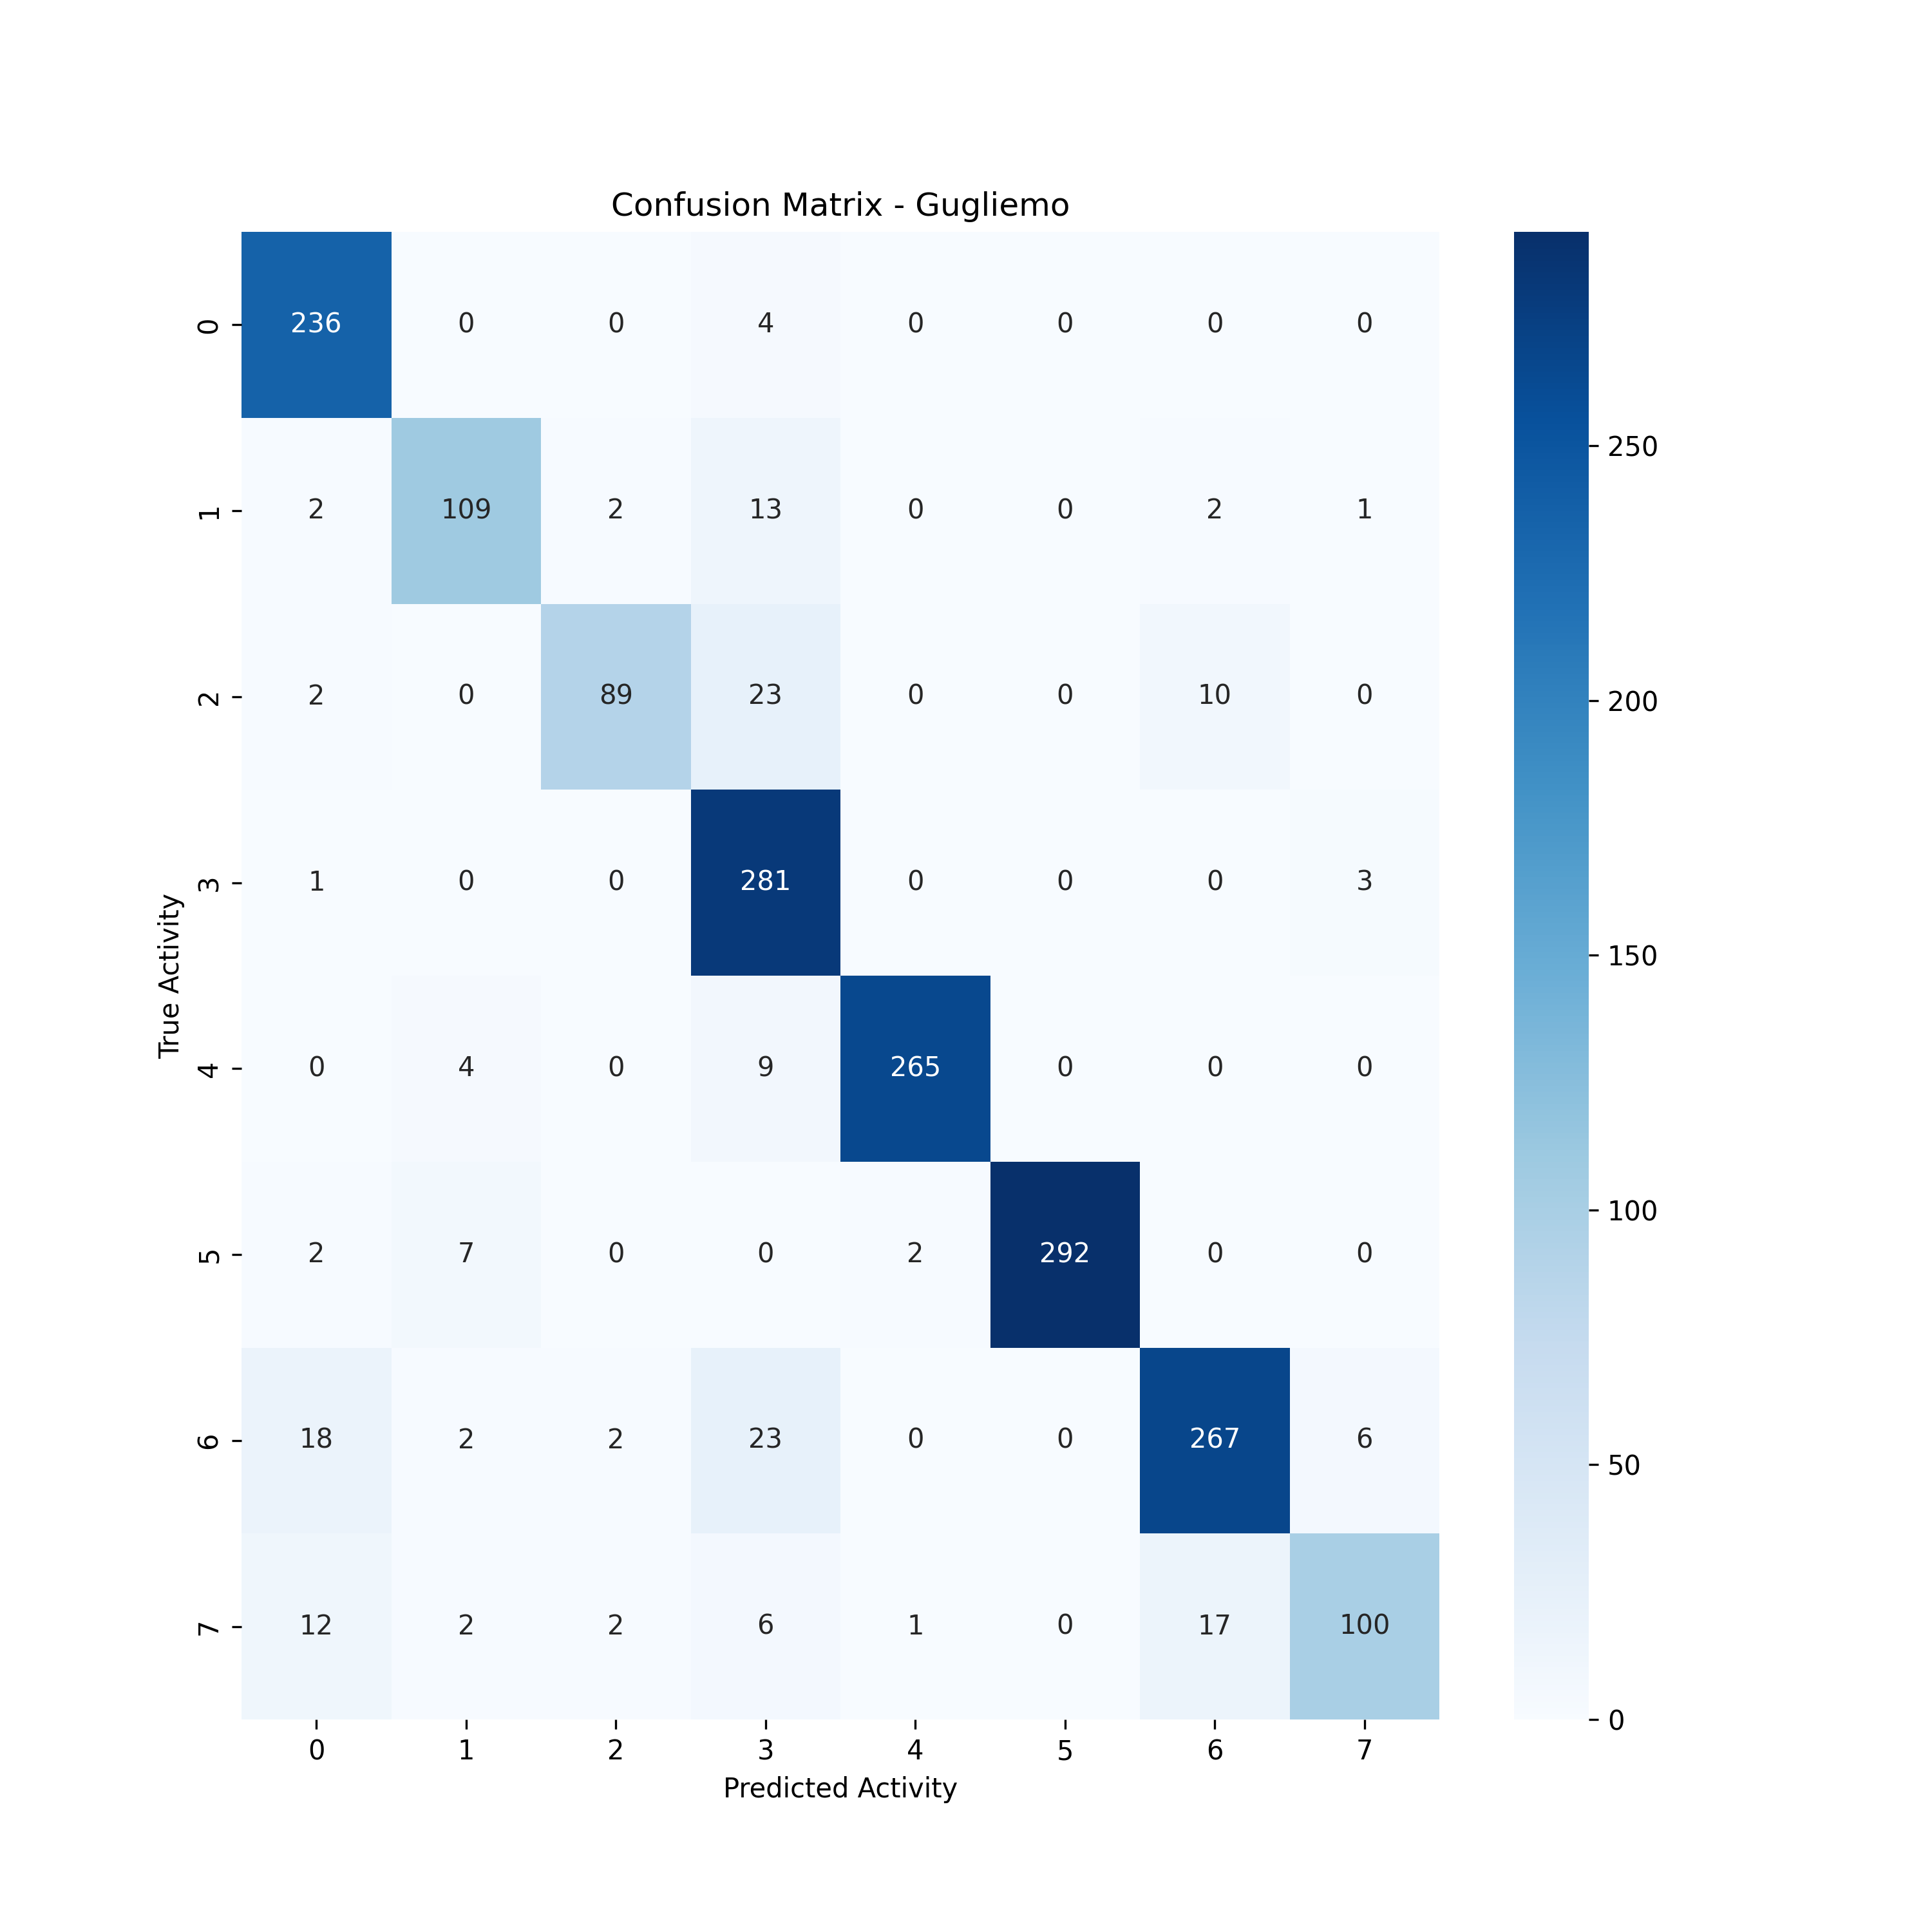 Confusion Matrix - Gugliemo
0 236 0 0 4 0 0 0 0
1 2 109 2 13 0 0 2 1
2 2 0 89 23 0 0 10 0
3 1 0 0 281 0 0 0 3
4 0 4 0 9 265 0 0 0
5 2 7 0 0 2 292 0 0
6 18 2 2 23 0 0 267 6
7 12 2 2 6 1 0 17 100
0 1 2 3 4 5 6 7
Predicted Activity
True Activity
250
200
150
100
50
0